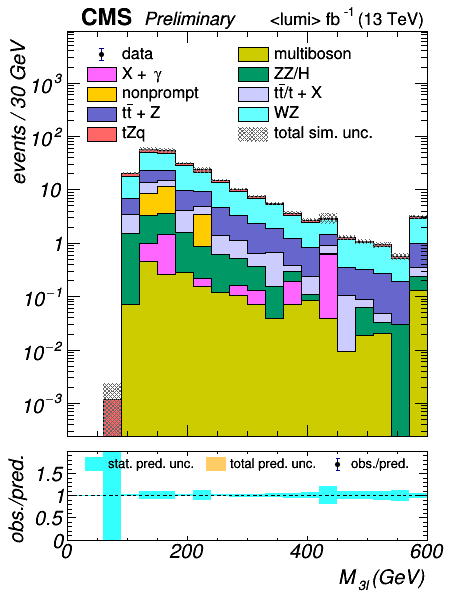 CMS Preliminary <lumi> fb⁻¹ (13 TeV)
events / 30 GeV
10³
10²
10
1
10⁻¹
10⁻²
10⁻³
data
X + γ
nonprompt
tt̄ + Z
tZq
multiboson
ZZ/H
tt̄/t + X
WZ
total sim. unc.
obs./pred.
1.5
1
0.5
0
stat. pred. unc. total pred. unc. obs./pred.
0 200 400 600
M₃ₗ (GeV)